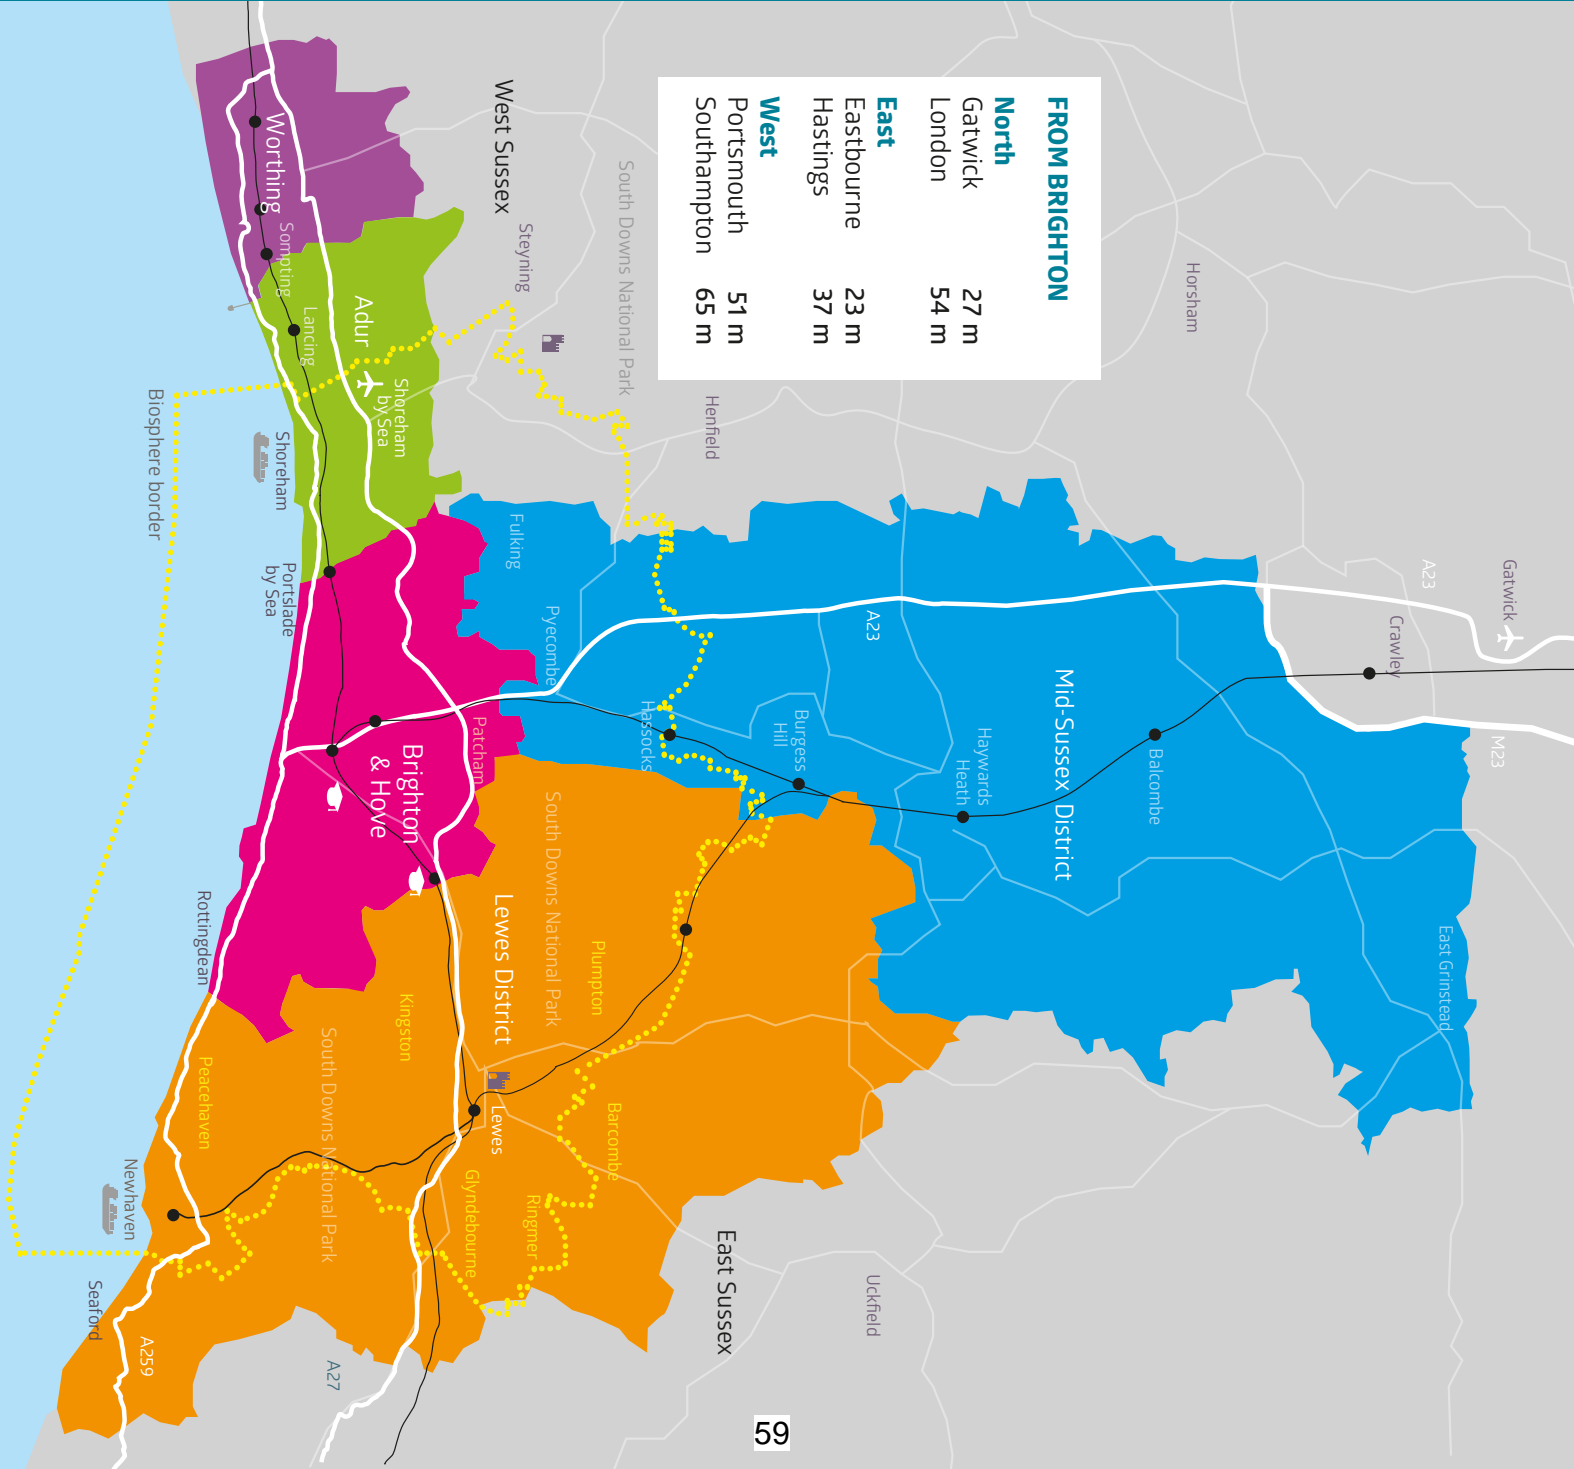 FROM BRIGHTON
North
Gatwick 27 m
London 54 m
East
Eastbourne 23 m
Hastings 37 m
West
Portsmouth 51 m
Southampton 65 m
Gatwick
A23
M23
Crawley
Horsham
East Grinstead
Balcombe
Mid-Sussex District
Haywards
Heath
A23
Uckfield
Burgess
Hill
Henfield
East Sussex
Hassocks
South Downs National Park
Barcombe
Plumpton
South Downs National Park
Pyecombe
Ringmer
Steyning
Fulking
West Sussex
Lewes District
Lewes
Patcham
Glyndebourne
Shoreham
by Sea
Brighton
& Hove
Kingston
Adur
A27
South Downs National Park
Lancing
Sompting
Worthing
Shoreham
Portslade
by Sea
Rottingdean
Peacehaven
Biosphere border
Newhaven
A259
Seaford
59